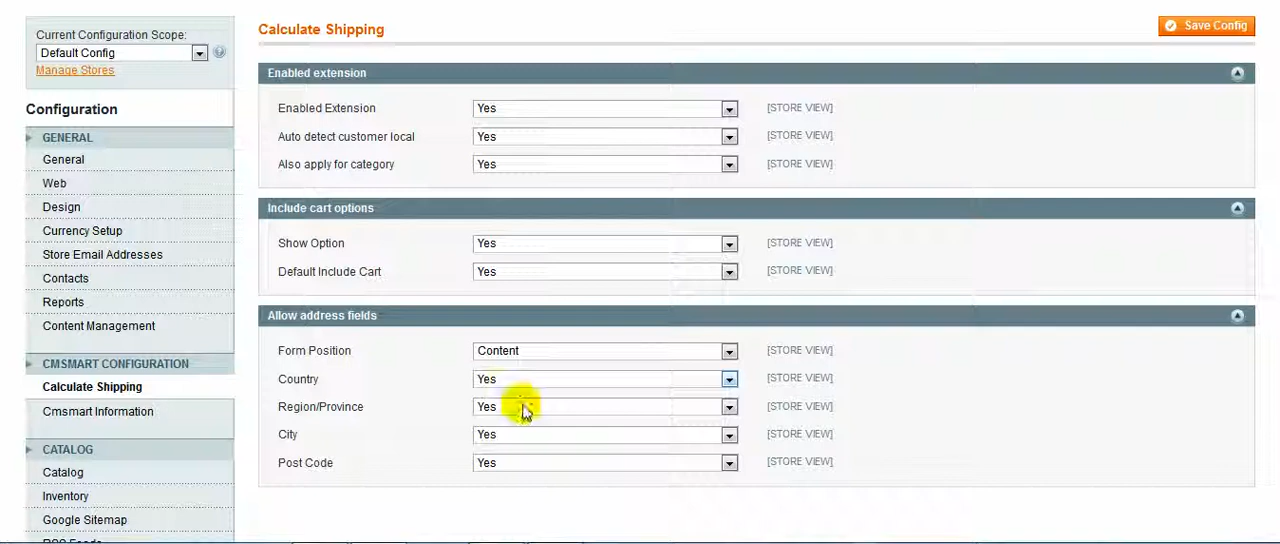 Current Configuration Scope:
Default Config
Manage Stores
Configuration
GENERAL
General
Web
Design
Currency Setup
Store Email Addresses
Contacts
Reports
Content Management
CMSMART CONFIGURATION
Calculate Shipping
Cmsmart Information
CATALOG
Catalog
Inventory
Google Sitemap
Calculate Shipping
Save Config
Enabled extension
Enabled Extension Yes [STORE VIEW]
Auto detect customer local Yes [STORE VIEW]
Also apply for category Yes [STORE VIEW]
Include cart options
Show Option Yes [STORE VIEW]
Default Include Cart Yes [STORE VIEW]
Allow address fields
Form Position Content [STORE VIEW]
Country Yes [STORE VIEW]
Region/Province Yes [STORE VIEW]
City Yes [STORE VIEW]
Post Code Yes [STORE VIEW]